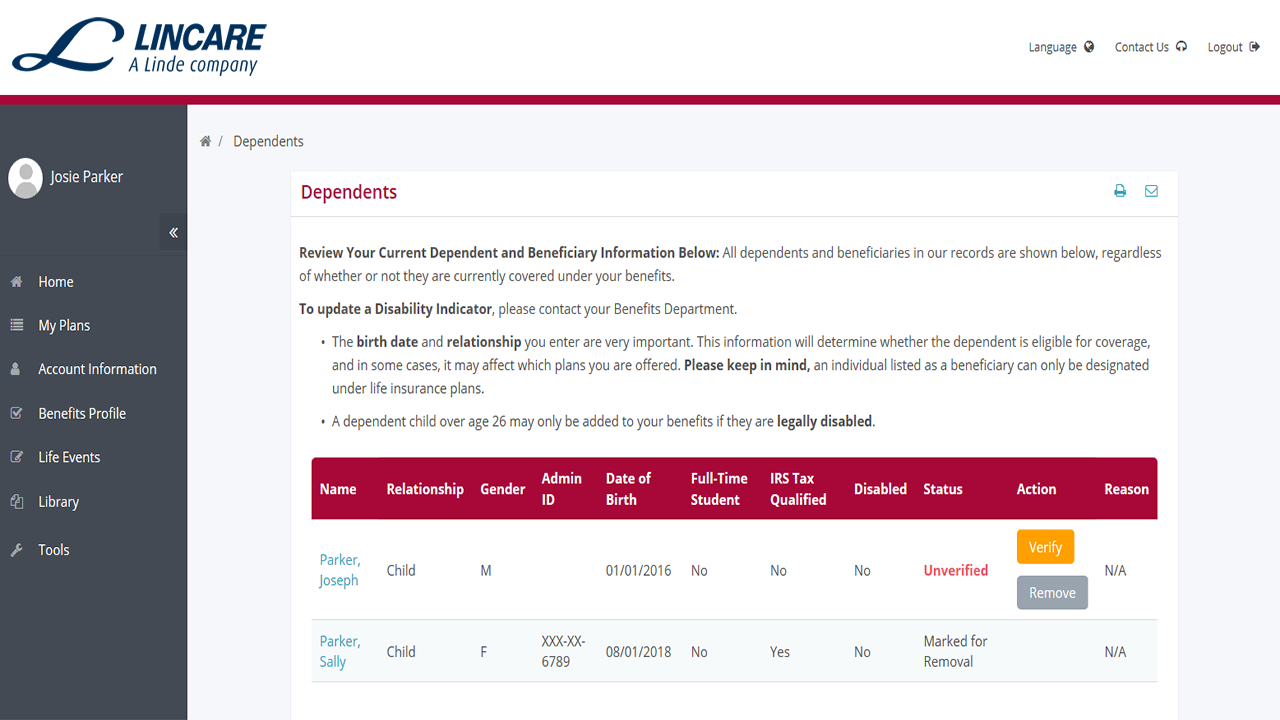 LINCARE
A Linde company
Language
Contact Us
Logout
Josie Parker
«
Home
My Plans
Account Information
Benefits Profile
Life Events
Library
Tools
/ Dependents
Dependents
Review Your Current Dependent and Beneficiary Information Below: All dependents and beneficiaries in our records are shown below, regardless
of whether or not they are currently covered under your benefits.
To update a Disability Indicator, please contact your Benefits Department.
• The birth date and relationship you enter are very important. This information will determine whether the dependent is eligible for coverage,
and in some cases, it may affect which plans you are offered. Please keep in mind, an individual listed as a beneficiary can only be designated
under life insurance plans.
• A dependent child over age 26 may only be added to your benefits if they are legally disabled.
Name Relationship Gender Admin ID Date of Birth Full-Time Student IRS Tax Qualified Disabled Status Action Reason
Parker, Joseph Child M 01/01/2016 No No No Unverified Verify Remove N/A
Parker, Sally Child F XXX-XX-6789 08/01/2018 No Yes No Marked for Removal N/A